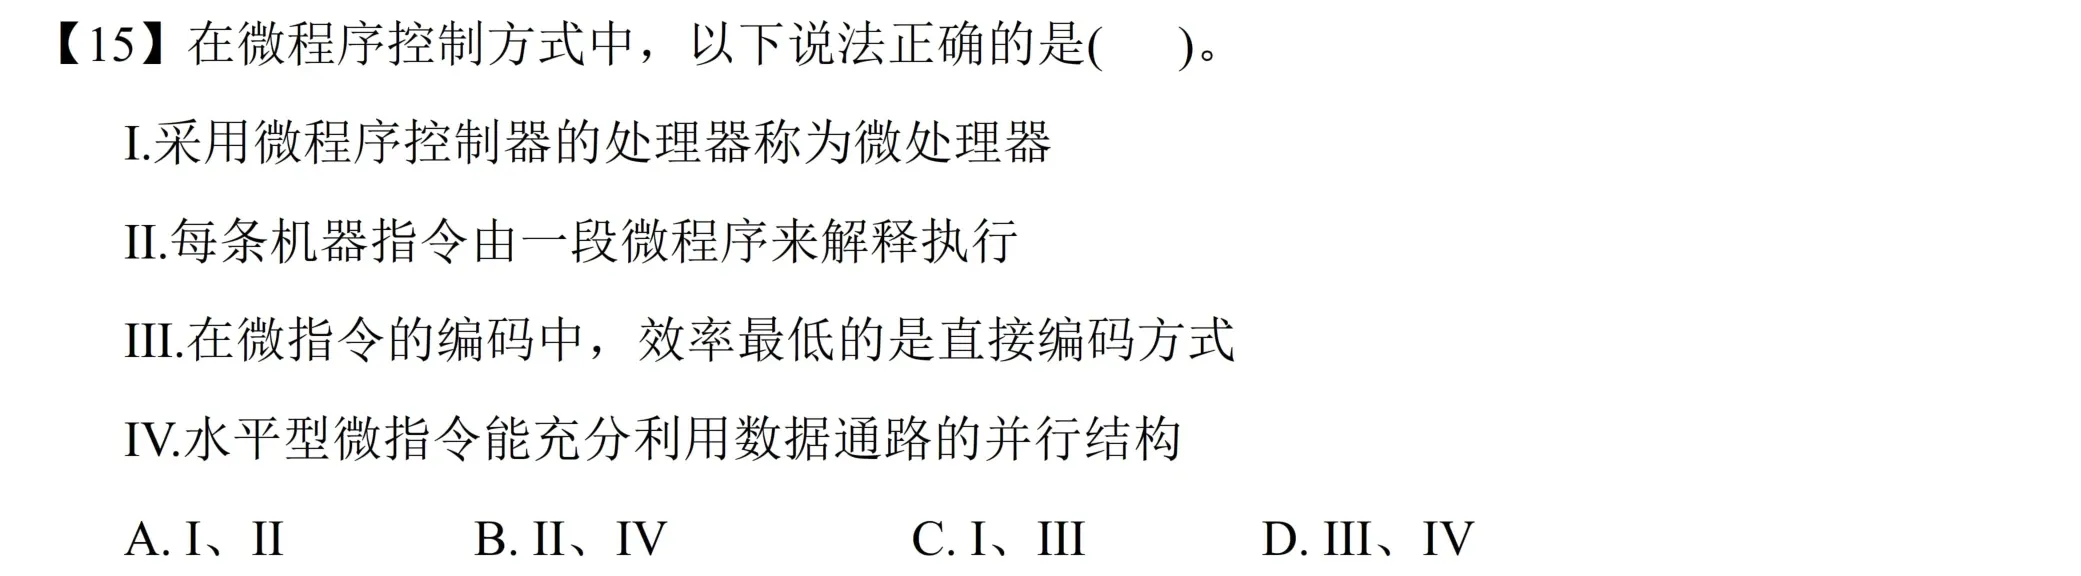 【15】在微程序控制方式中，以下说法正确的是(    )。
I.采用微程序控制器的处理器称为微处理器
II.每条机器指令由一段微程序来解释执行
III.在微指令的编码中，效率最低的是直接编码方式
IV.水平型微指令能充分利用数据通路的并行结构
A. I、II    B. II、IV    C. I、III    D. III、IV